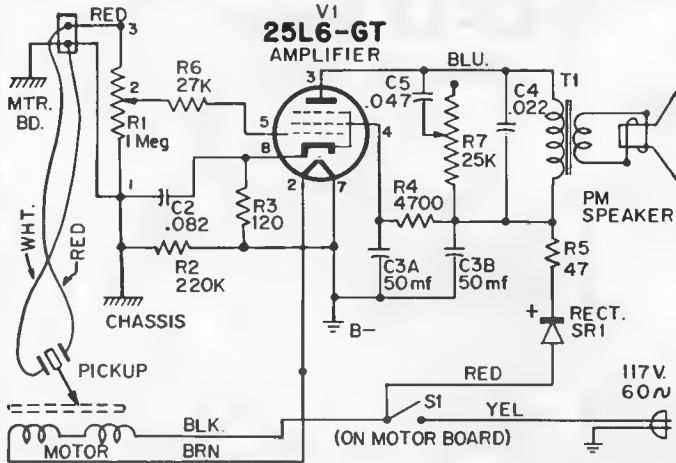 RED
3
V1
25L6-GT
AMPLIFIER
MTR.
BD.
2
R1
1 Meg
R6
27K
3
5
8
4
2
7
BLU.
C5
.047
R7
25K
C4
.022
T1
PM
SPEAKER
1
C2
.082
R3
120
R4
4700
R2
220K
C3A
50mf
C3B
50mf
R5
47
WHT.
RED
CHASSIS
B-
+
RECT.
SR1
PICKUP
RED
117V.
60~
S1
YEL
(ON MOTOR BOARD)
BLK.
MOTOR
BRN